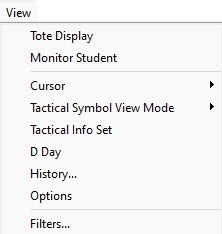 View
Tote Display
Monitor Student
Cursor
Tactical Symbol View Mode
Tactical Info Set
D Day
History...
Options
Filters...